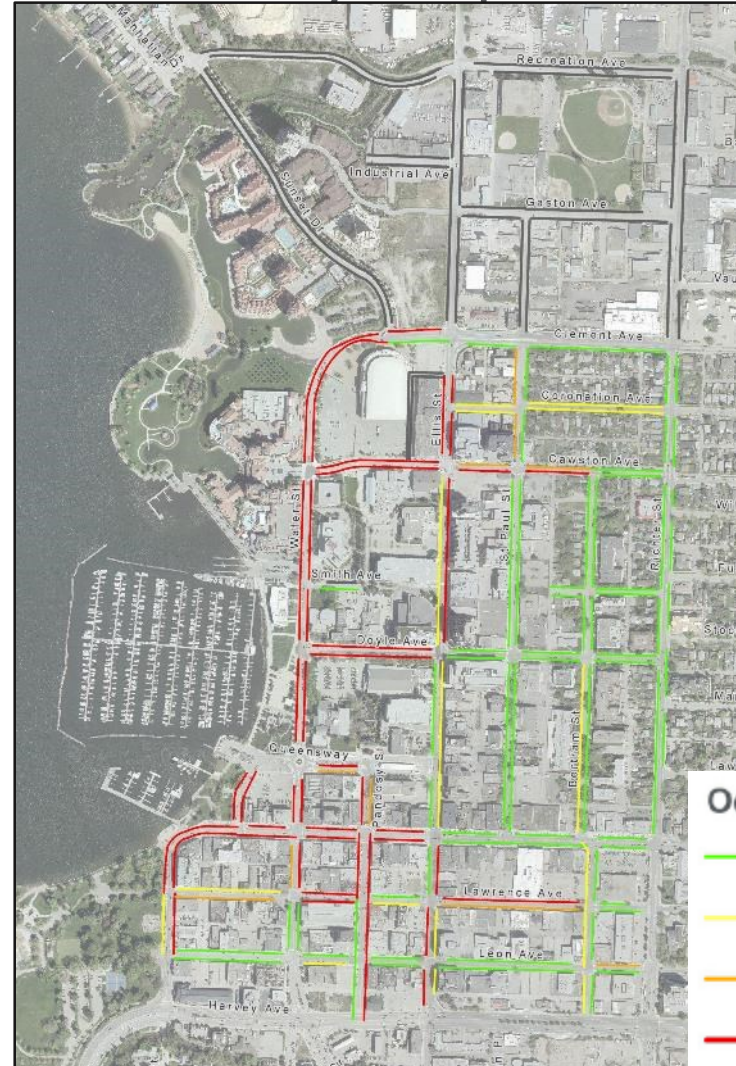 Manhattan Dr
Recreation Ave
Industrial Ave
Sunset Dr
Gaston Ave
Clement Ave
Coronation Ave
Ellis St
Cawston Ave
Water St
St Paul St
Richter St
Smith Ave
Doyle Ave
Bertram St
Queensway
Pandosy St
Lawrence Ave
Leon Ave
Harvey Ave